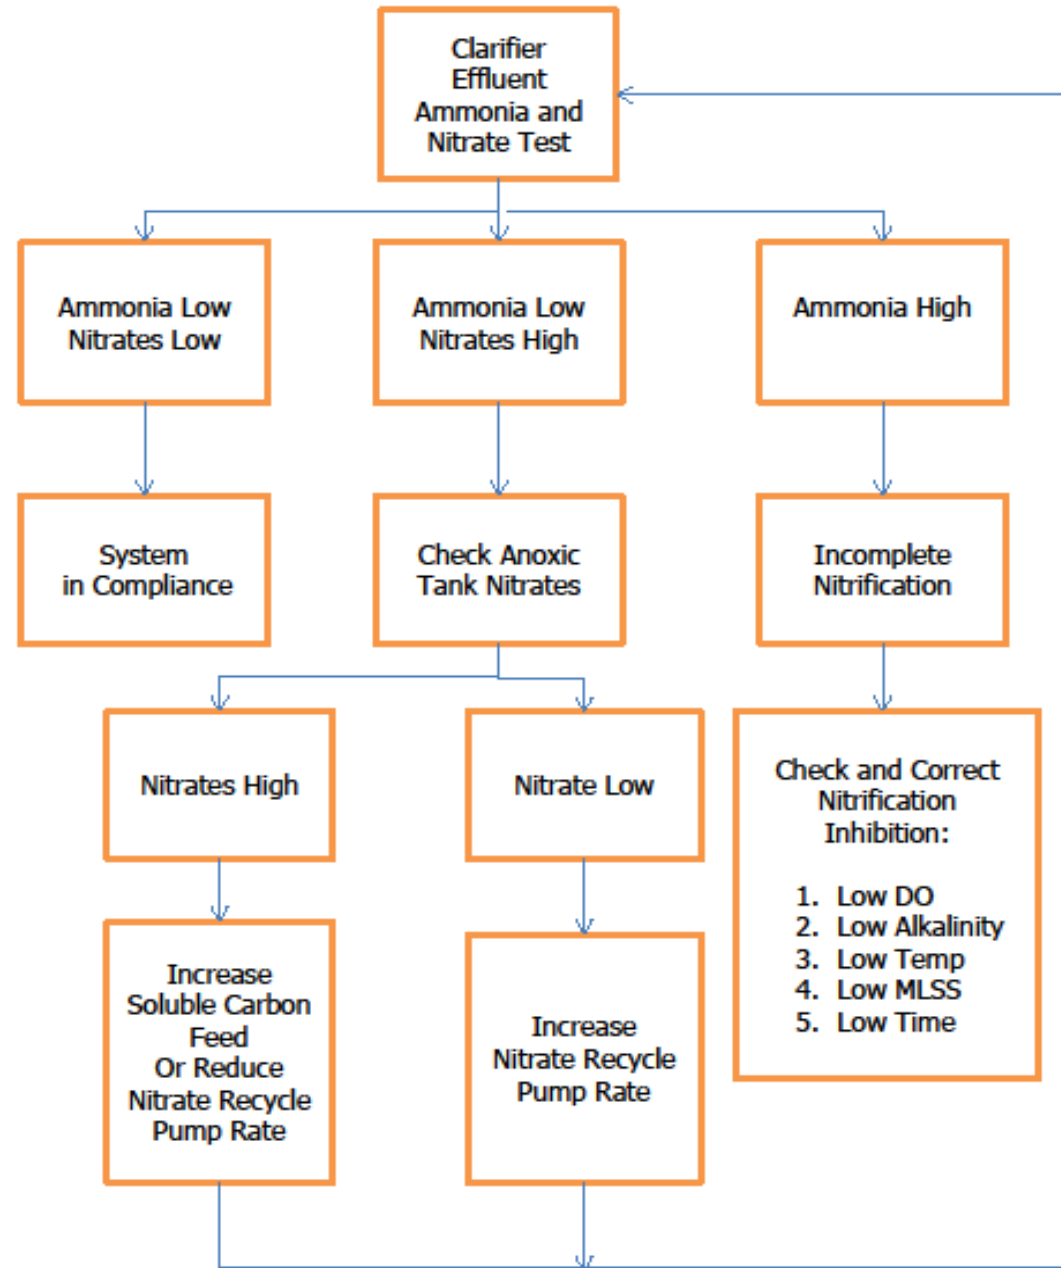 Clarifier
Effluent
Ammonia and
Nitrate Test
Ammonia Low
Nitrates Low
Ammonia Low
Nitrates High
Ammonia High
System
in Compliance
Check Anoxic
Tank Nitrates
Incomplete
Nitrification
Nitrates High
Nitrate Low
Check and Correct
Nitrification
Inhibition:
1. Low DO
2. Low Alkalinity
3. Low Temp
4. Low MLSS
5. Low Time
Increase
Soluble Carbon
Feed
Or Reduce
Nitrate Recycle
Pump Rate
Increase
Nitrate Recycle
Pump Rate